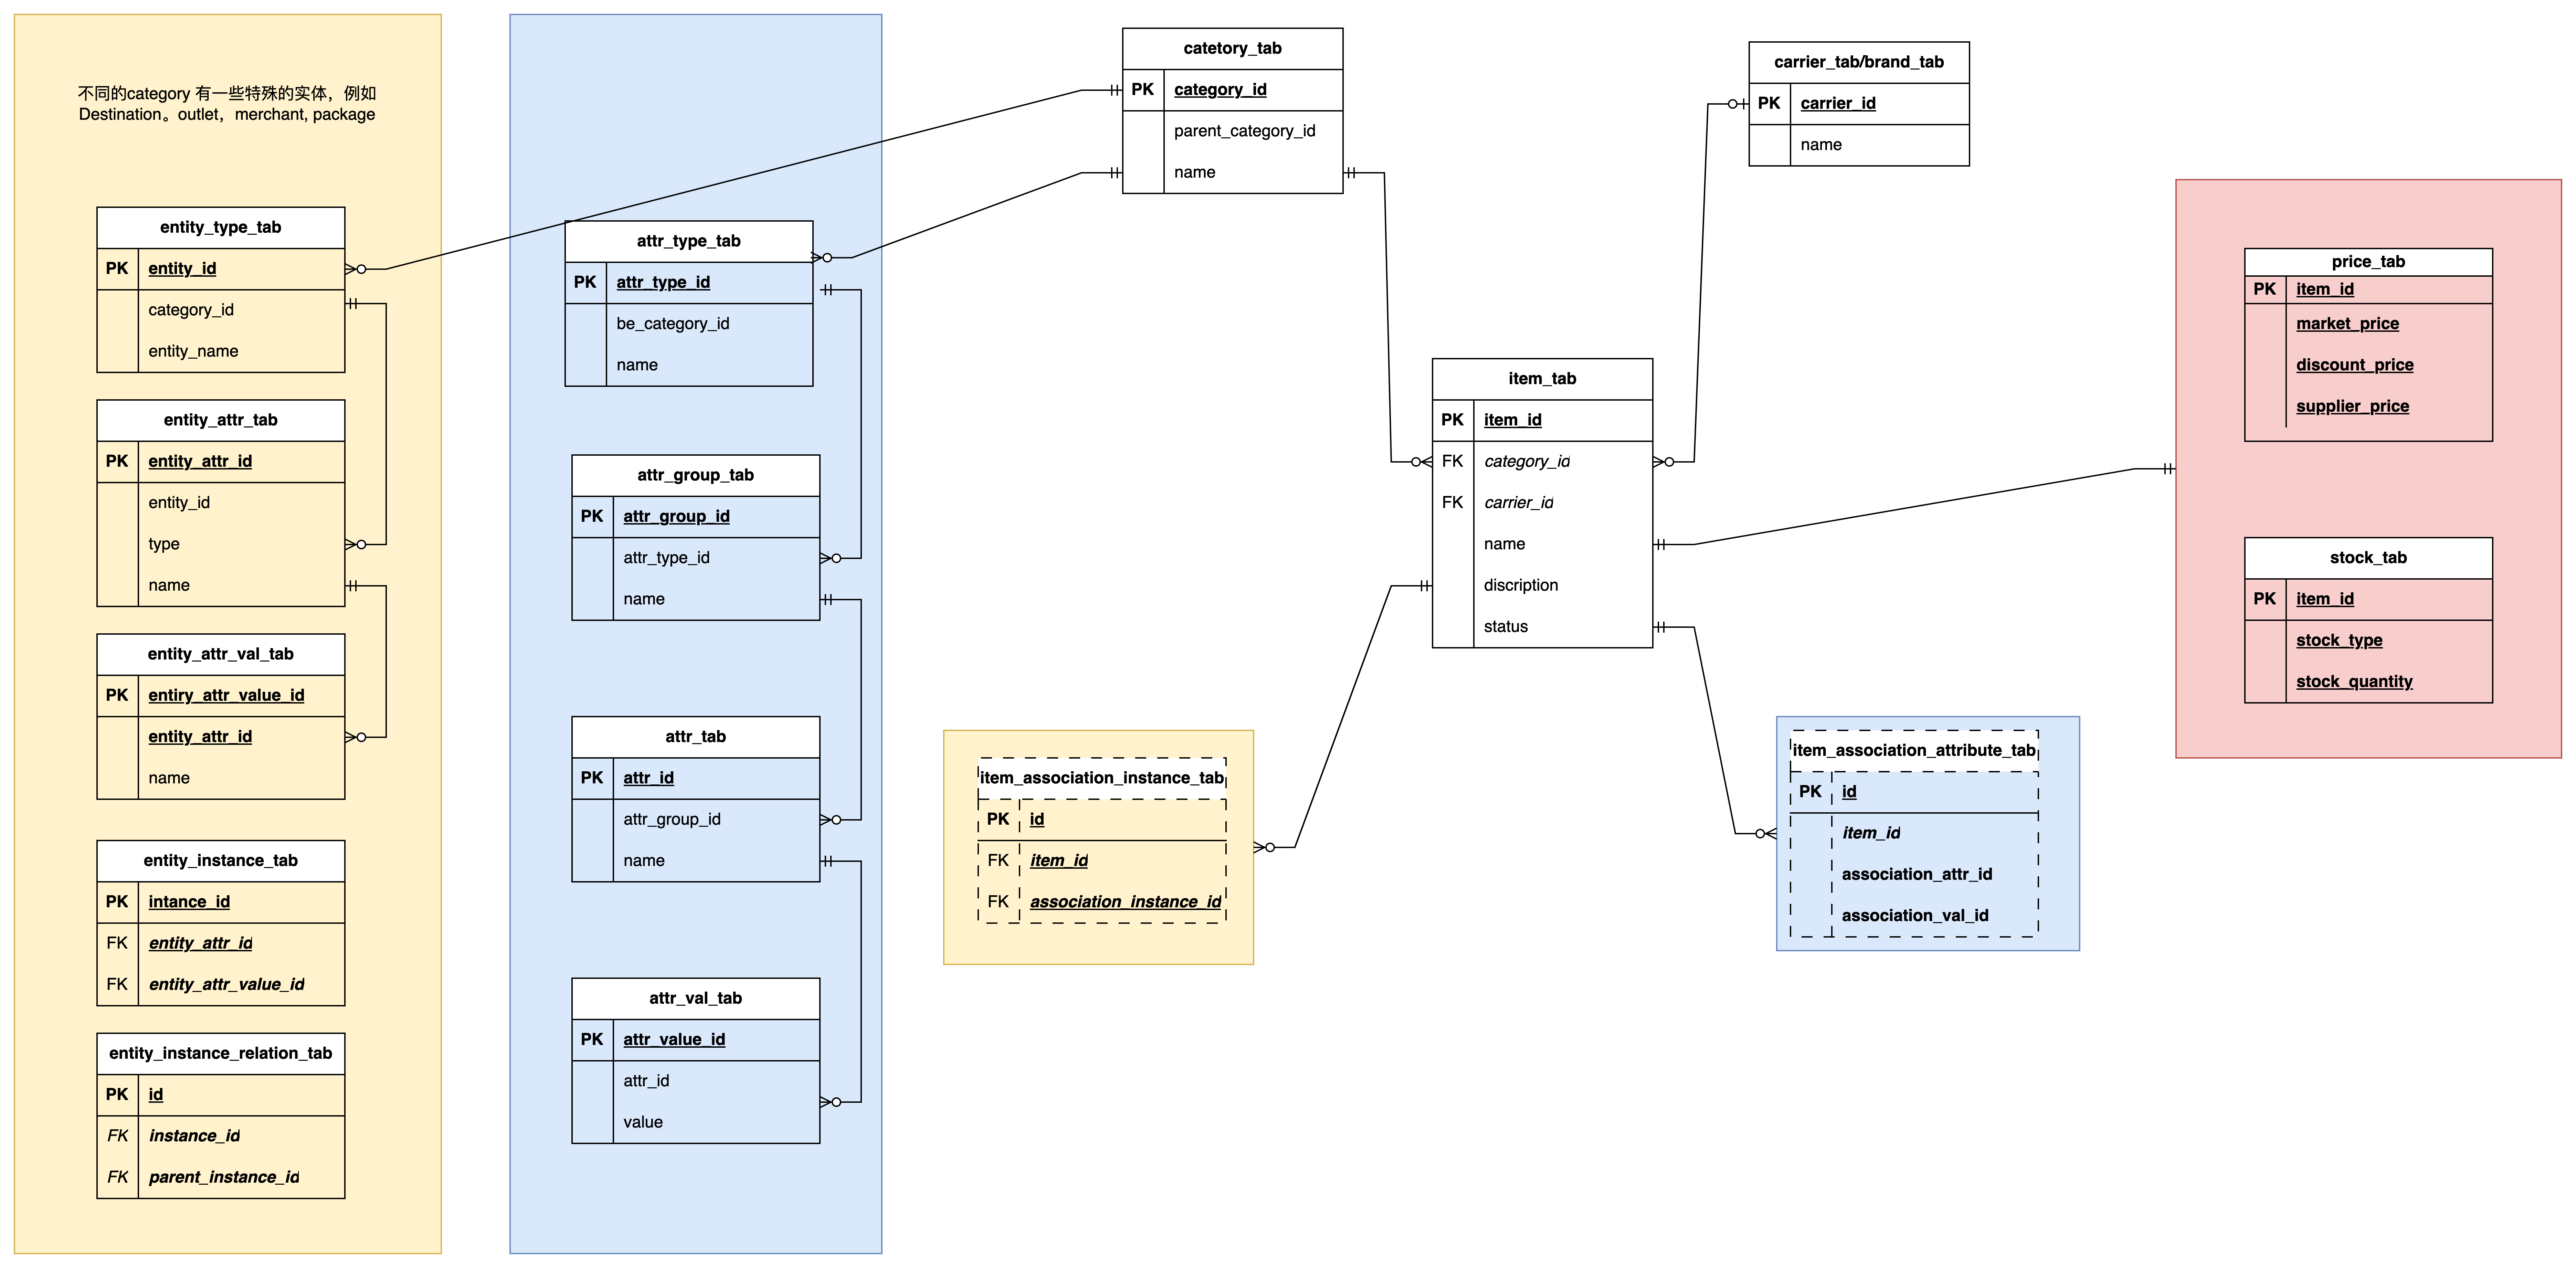 不同的category 有一些特殊的实体，例如
Destination。outlet，merchant, package
entity_type_tab
PK entity_id
category_id
entity_name
entity_attr_tab
PK entity_attr_id
entity_id
type
name
entity_attr_val_tab
PK entiry_attr_value_id
entity_attr_id
name
entity_instance_tab
PK intance_id
FK entity_attr_id
FK entity_attr_value_id
entity_instance_relation_tab
PK id
FK instance_id
FK parent_instance_id
attr_type_tab
PK attr_type_id
be_category_id
name
attr_group_tab
PK attr_group_id
attr_type_id
name
attr_tab
PK attr_id
attr_group_id
name
attr_val_tab
PK attr_value_id
attr_id
value
catetory_tab
PK category_id
parent_category_id
name
carrier_tab/brand_tab
PK carrier_id
name
item_tab
PK item_id
FK category_id
FK carrier_id
name
discription
status
item_association_instance_tab
PK id
FK item_id
FK association_instance_id
item_association_attribute_tab
PK id
item_id
association_attr_id
association_val_id
price_tab
PK item_id
market_price
discount_price
supplier_price
stock_tab
PK item_id
stock_type
stock_quantity